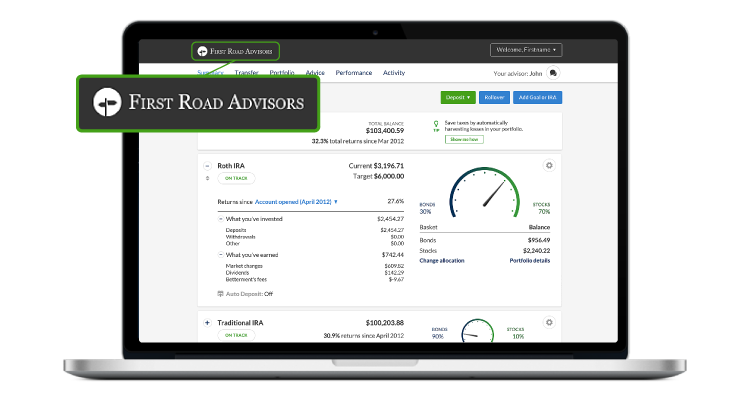 FIRST ROAD ADVISORS
Welcome, Firstname ▾
Summary Transfer Portfolio Advice Performance Activity
Your advisor: John
FIRST ROAD ADVISORS
Deposit ▾ Rollover Add Goal or IRA
TOTAL BALANCE
$103,400.59
32.3% total returns since Mar 2012
TIP
Save taxes by automatically
harvesting losses in your portfolio.
Show me how
Roth IRA
ON TRACK
Current $3,196.71
Target $6,000.00
Returns since Account opened (April 2012) ▾ 27.6%
What you've invested $2,454.27
Deposits $2,454.27
Withdrawals $0.00
Other $0.00
What you've earned $742.44
Market changes $609.82
Dividends $142.29
Betterment's fees $-9.67
Auto Deposit: Off
BONDS
30%
STOCKS
70%
Basket Balance
Bonds $956.49
Stocks $2,240.22
Change allocation Portfolio details
Traditional IRA
ON TRACK
$100,203.88
30.9% returns since April 2012
BONDS
90%
STOCKS
10%